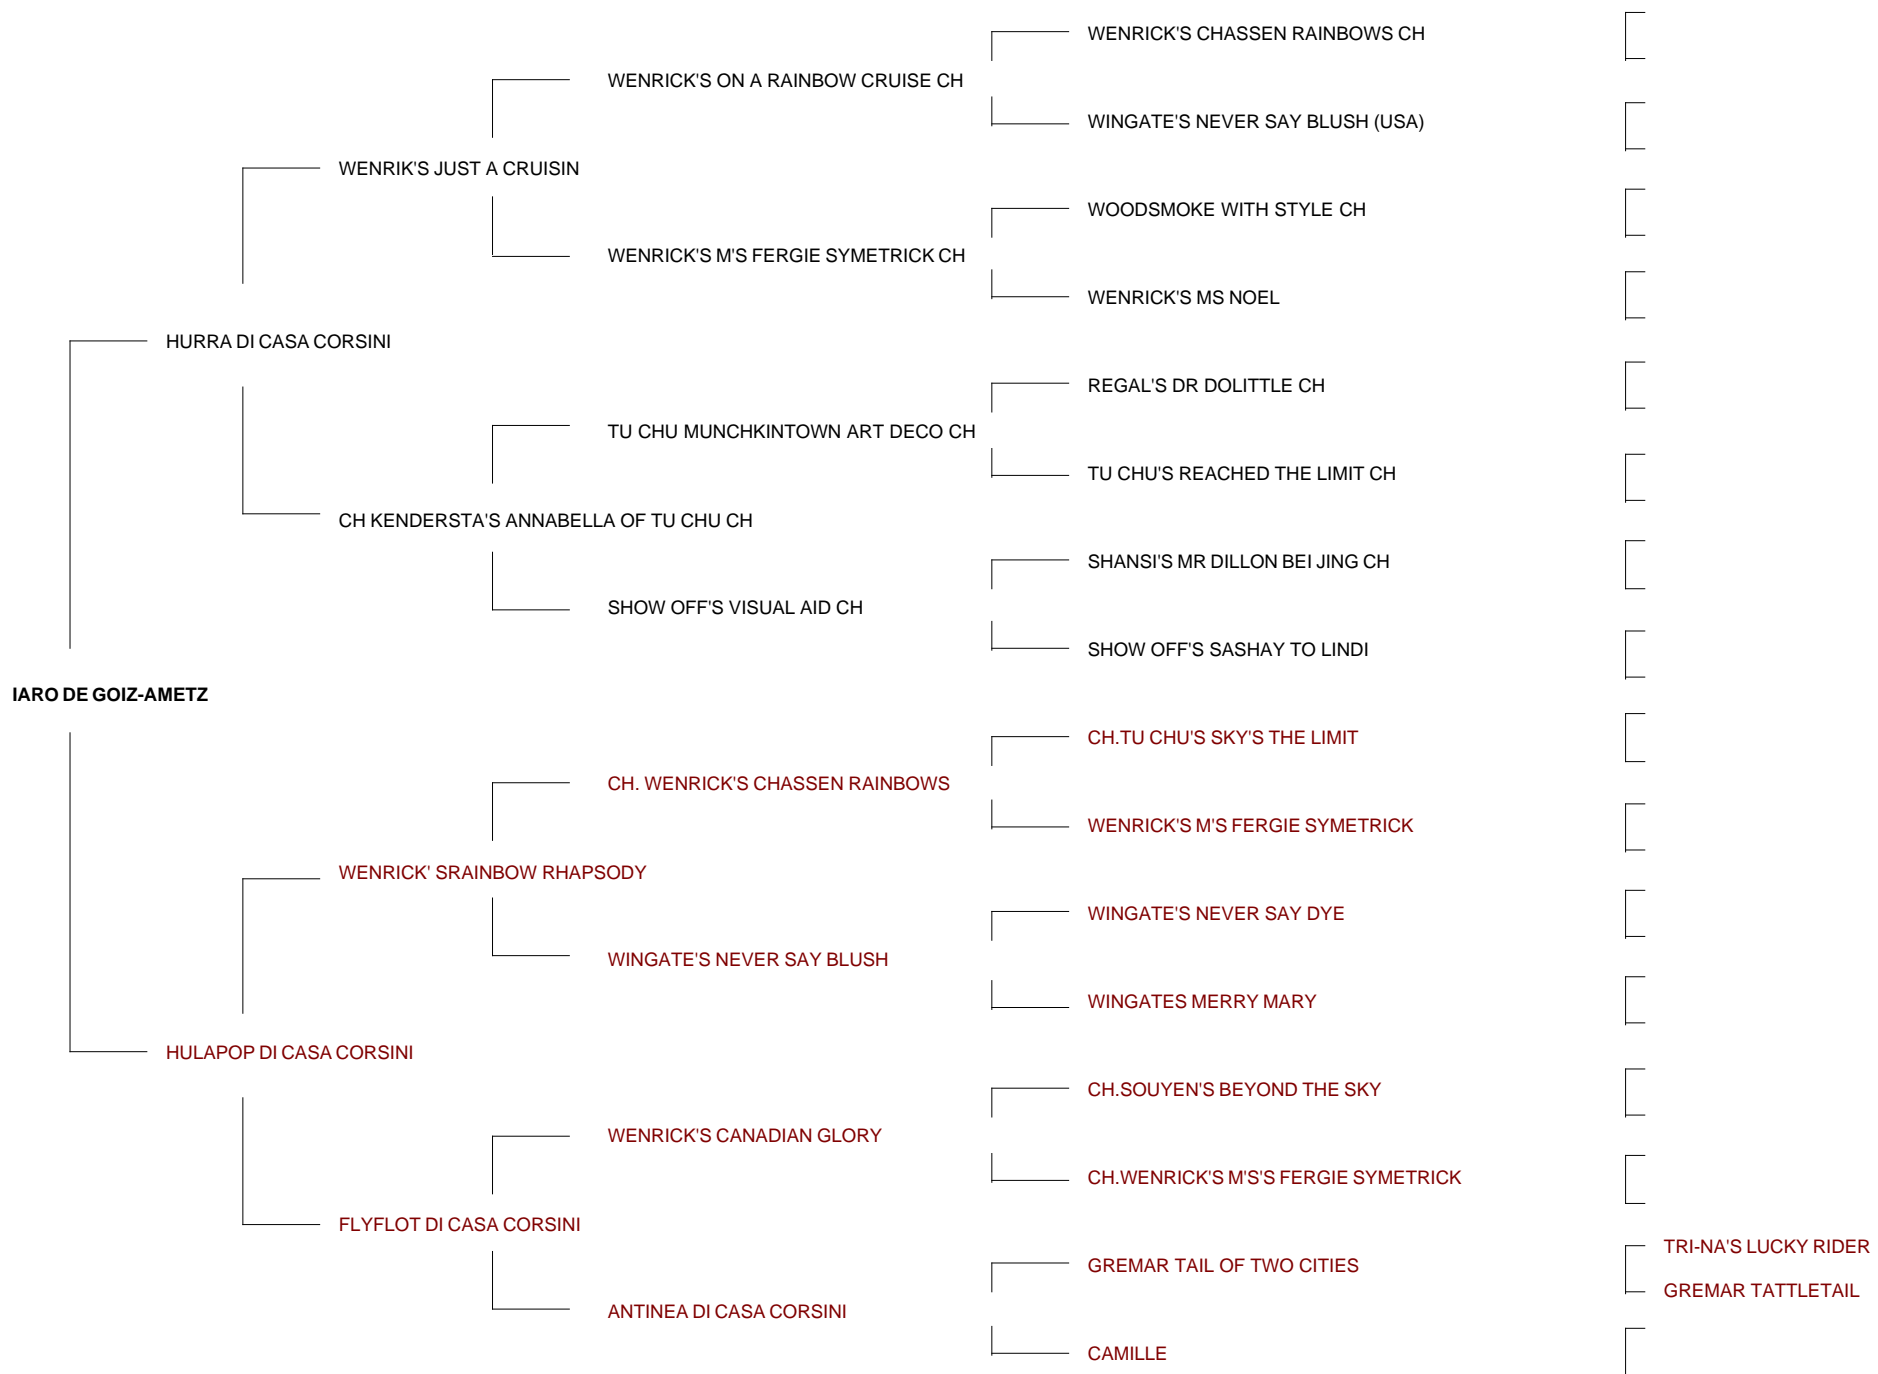 WENRICK'S CHASSEN RAINBOWS CH
WENRICK'S ON A RAINBOW CRUISE CH
WINGATE'S NEVER SAY BLUSH (USA)
WENRIK'S JUST A CRUISIN
WOODSMOKE WITH STYLE CH
WENRICK'S M'S FERGIE SYMETRICK CH
WENRICK'S MS NOEL
HURRA DI CASA CORSINI
REGAL'S DR DOLITTLE CH
TU CHU MUNCHKINTOWN ART DECO CH
TU CHU'S REACHED THE LIMIT CH
CH KENDERSTA'S ANNABELLA OF TU CHU CH
SHANSI'S MR DILLON BEI JING CH
SHOW OFF'S VISUAL AID CH
SHOW OFF'S SASHAY TO LINDI
IARO DE GOIZ-AMETZ
CH.TU CHU'S SKY'S THE LIMIT
CH. WENRICK'S CHASSEN RAINBOWS
WENRICK'S M'S FERGIE SYMETRICK
WENRICK' SRAINBOW RHAPSODY
WINGATE'S NEVER SAY DYE
WINGATE'S NEVER SAY BLUSH
WINGATES MERRY MARY
HULAPOP DI CASA CORSINI
CH.SOUYEN'S BEYOND THE SKY
WENRICK'S CANADIAN GLORY
CH.WENRICK'S M'S'S FERGIE SYMETRICK
FLYFLOT DI CASA CORSINI
TRI-NA'S LUCKY RIDER
GREMAR TAIL OF TWO CITIES
GREMAR TATTLETAIL
ANTINEA DI CASA CORSINI
CAMILLE